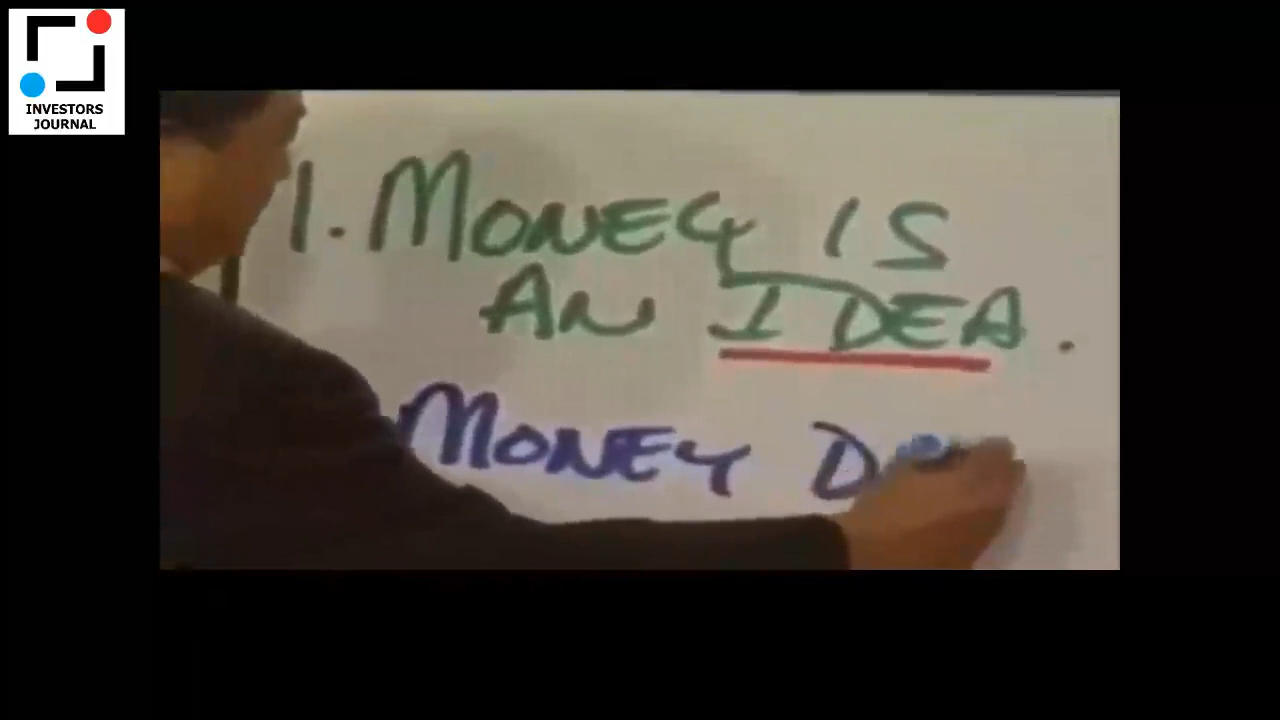 INVESTORS
JOURNAL
1. MONEY IS
AN IDEA.
MONEY